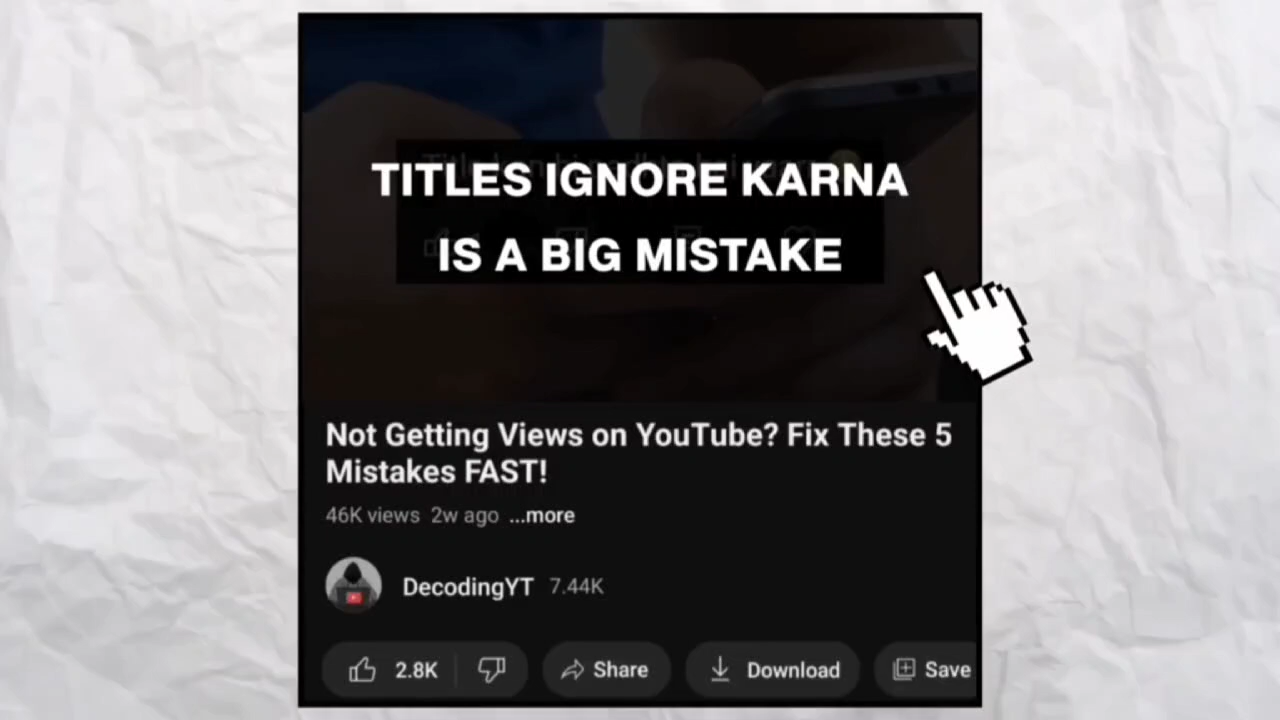 TITLES IGNORE KARNA
IS A BIG MISTAKE
Not Getting Views on YouTube? Fix These 5
Mistakes FAST!
46K views 2w ago ...more
DecodingYT 7.44K
2.8K Share Download Save